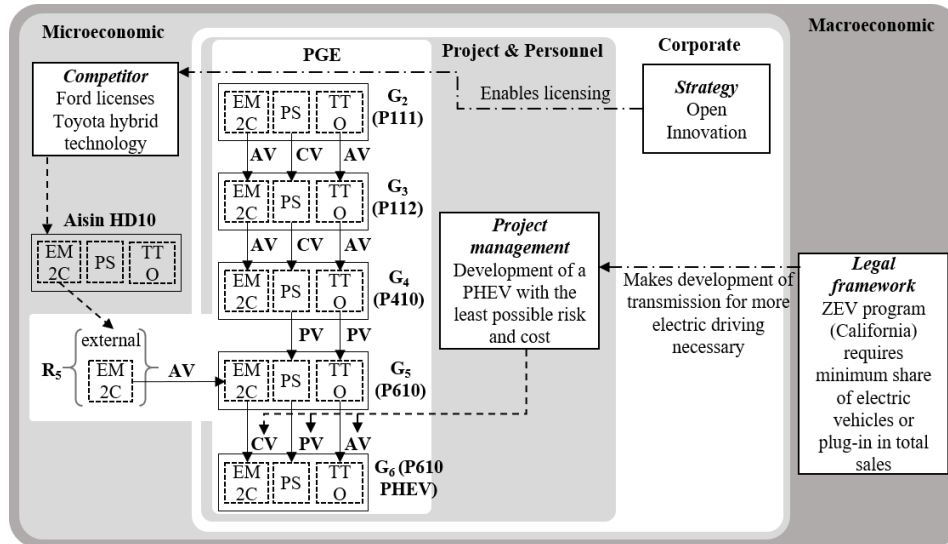 Microeconomic
Macroeconomic
Corporate
Project & Personnel
PGE
Competitor
Ford licenses
Toyota hybrid
technology
Enables licensing
Strategy
Open
Innovation
EM
2C
PS
TT
O
G2
(P111)
AV
CV
AV
EM
2C
PS
TT
O
G3
(P112)
AV
CV
AV
Aisin HD10
EM
2C
PS
TT
O
EM
2C
PS
TT
O
G4
(P410)
PV
PV
Project
management
Development of a
PHEV with the
least possible risk
and cost
Makes development of
transmission for more
electric driving
necessary
Legal
framework
ZEV program
(California)
requires
minimum share
of electric
vehicles or
plug-in in total
sales
R5
external
EM
2C
AV
EM
2C
PS
TT
O
G5
(P610)
CV
PV
AV
EM
2C
PS
TT
O
G6 (P610
PHEV)